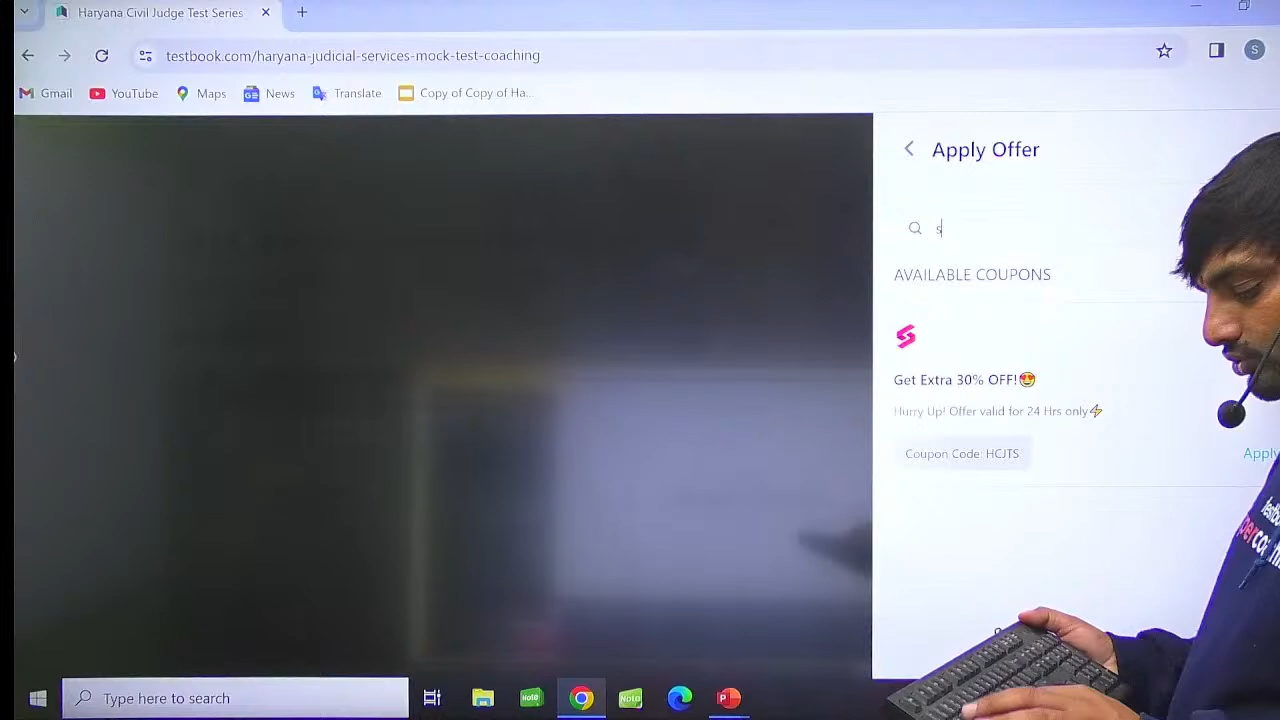 Haryana Civil Judge Test Series
testbook.com/haryana-judicial-services-mock-test-coaching
S
Gmail
YouTube
Maps
News
Translate
Copy of Copy of Ha...
Apply Offer
s
AVAILABLE COUPONS
Get Extra 30% OFF!😍
Hurry Up! Offer valid for 24 Hrs only⚡
Coupon Code: HCJTS
Apply
Type here to search
Note
Note